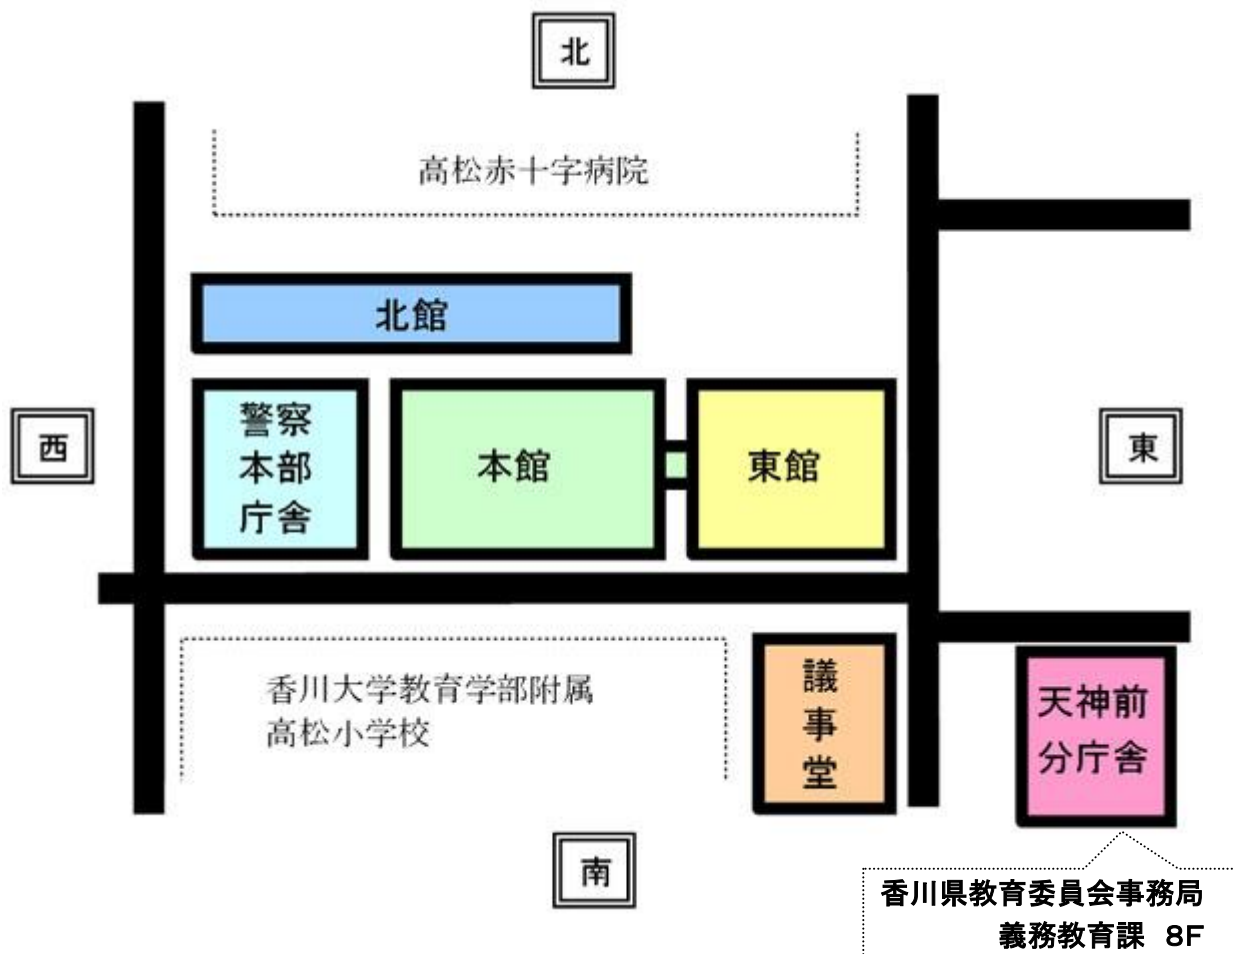 北
高松赤十字病院
北館
西
警察
本部
庁舎
本館
東館
東
香川大学教育学部附属
高松小学校
議
事
堂
天神前
分庁舎
南
香川県教育委員会事務局
義務教育課 8F